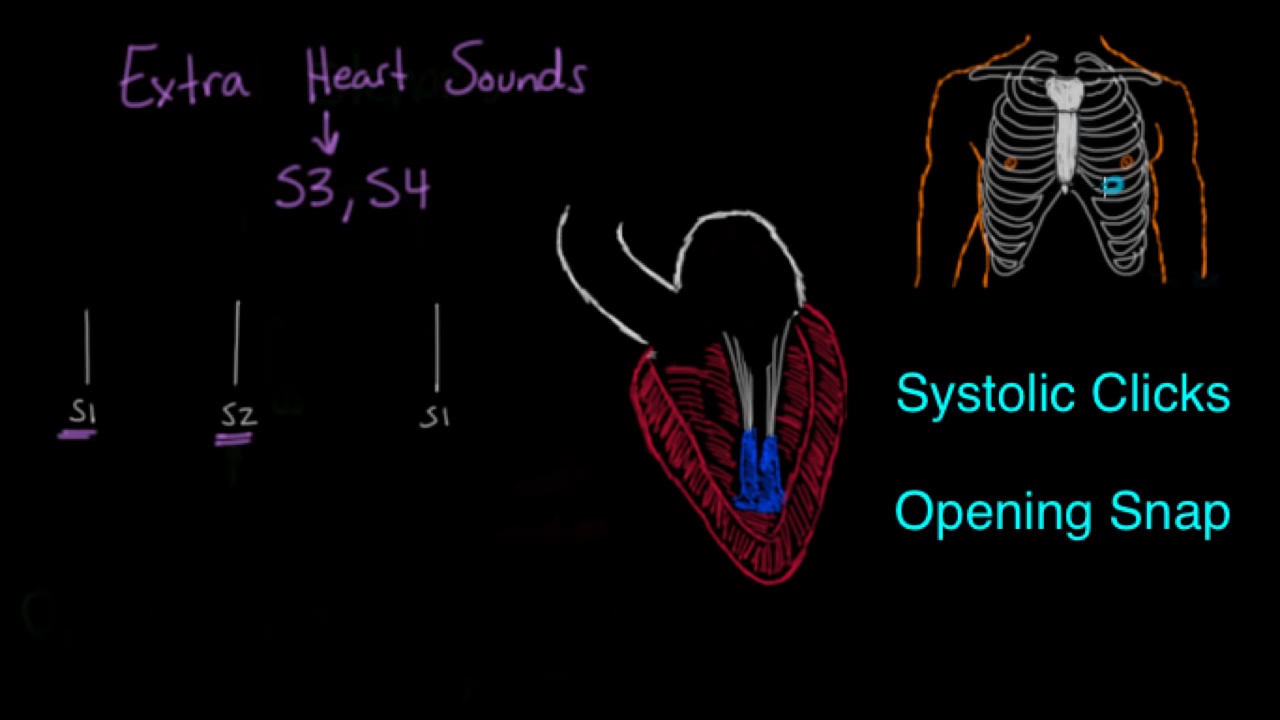 Extra Heart Sounds
S3, S4
S1 S2 S1
Systolic Clicks
Opening Snap